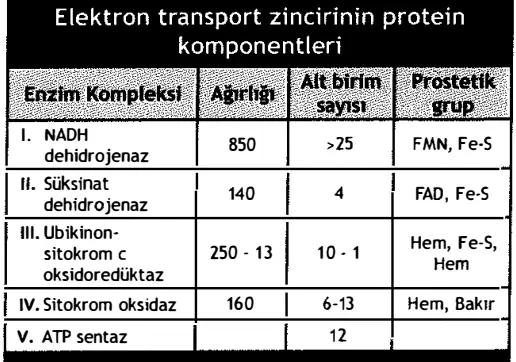 Elektron transport zincirinin protein
komponentleri
Enzim Kompleksi Ağırlığı Alt birim sayısı Prostetik grup
I. NADH dehidrojenaz 850 >25 FMN, Fe-S
II. Süksinat dehidrojenaz 140 4 FAD, Fe-S
III. Ubikinon-sitokrom c oksidoredüktaz 250 - 13 10 - 1 Hem, Fe-S, Hem
IV. Sitokrom oksidaz 160 6-13 Hem, Bakır
V. ATP sentaz 12